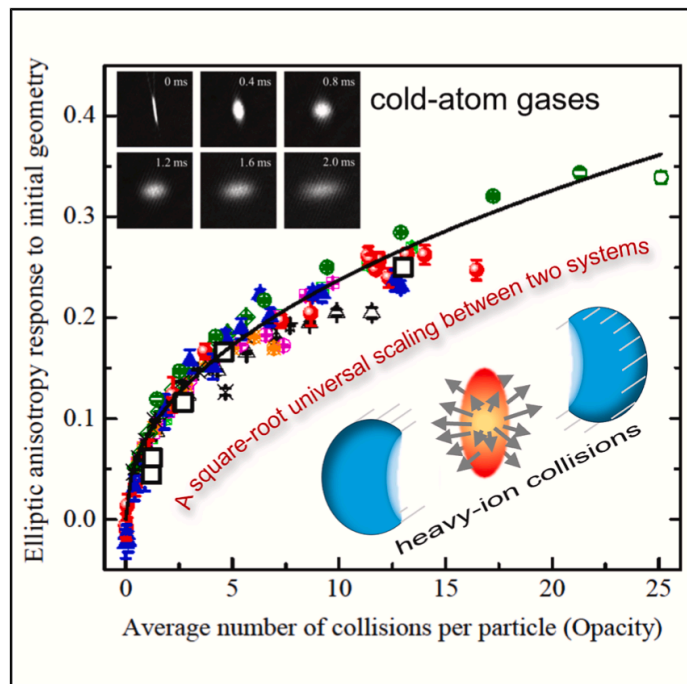 0 ms
0.4 ms
0.8 ms
1.2 ms
1.6 ms
2.0 ms
cold-atom gases
Elliptic anisotropy response to initial geometry
0.4
0.3
0.2
0.1
0.0
A square-root universal scaling between two systems
heavy-ion collisions
0
5
10
15
20
25
Average number of collisions per particle (Opacity)